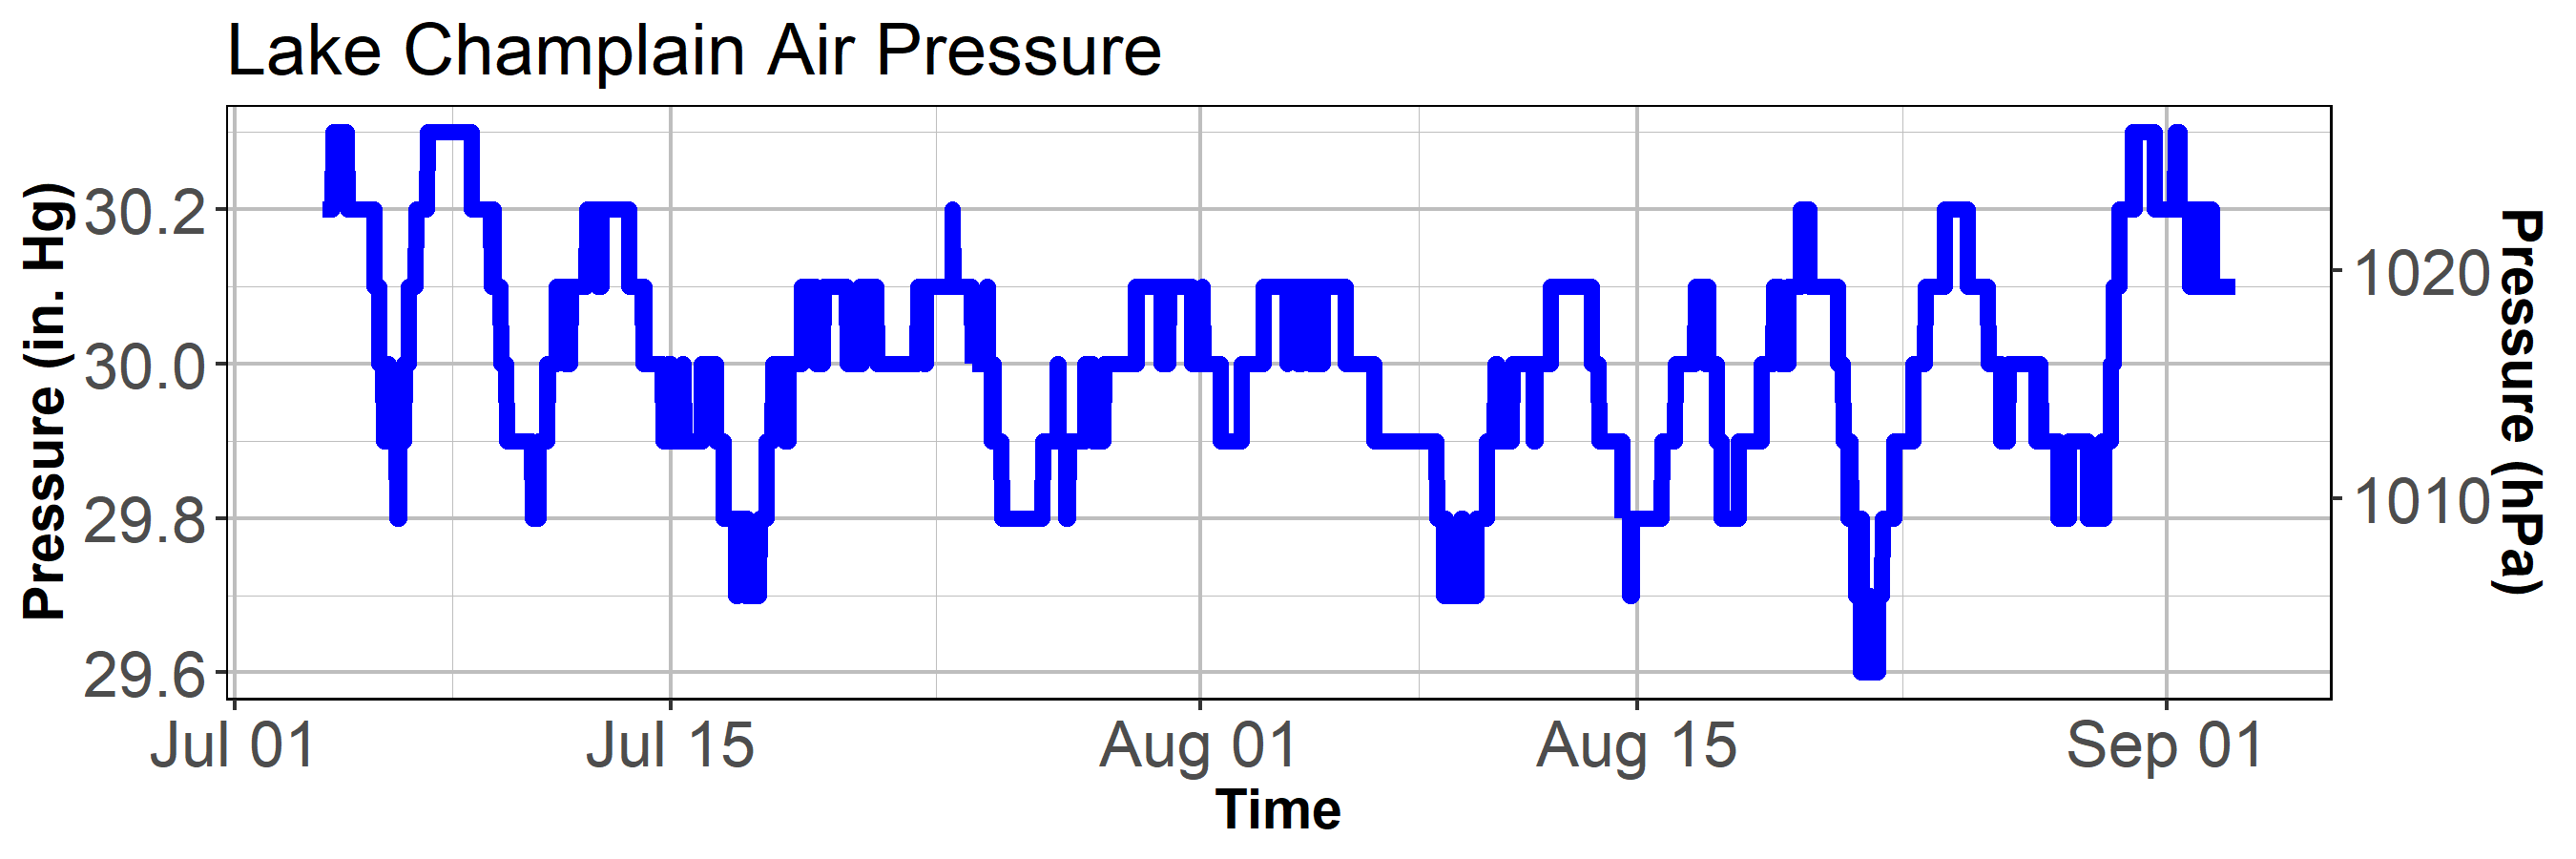 Lake Champlain Air Pressure
Pressure (in. Hg)
30.2
30.0
29.8
29.6
1020
1010
Pressure (hPa)
Jul 01
Jul 15
Aug 01
Aug 15
Sep 01
Time